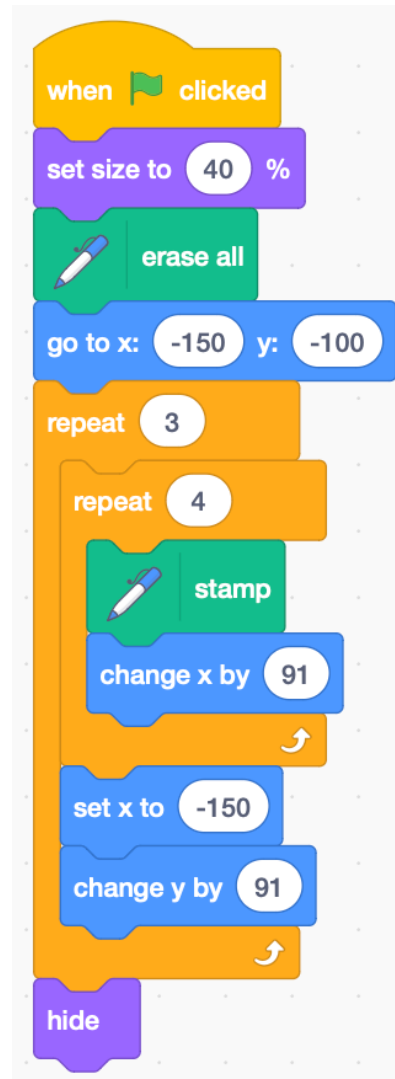 when clicked
set size to 40 %
erase all
go to x: -150 y: -100
repeat 3
repeat 4
stamp
change x by 91
set x to -150
change y by 91
hide